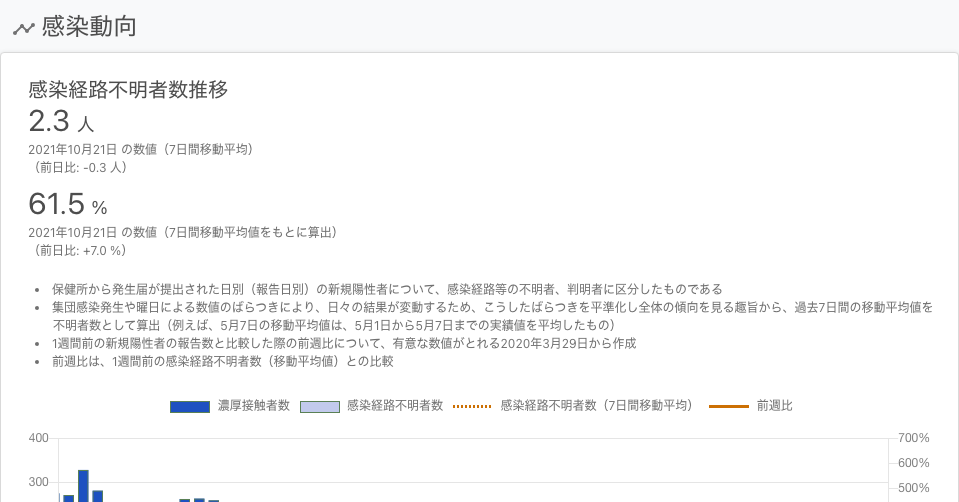 感染動向
感染経路不明者数推移
2.3 人
2021年10月21日 の数値（7日間移動平均）
（前日比: -0.3 人）
61.5 %
2021年10月21日 の数値（7日間移動平均値をもとに算出）
（前日比: +7.0 %）
• 保健所から発生届が提出された日別（報告日別）の新規陽性者について、感染経路等の不明者、判明者に区分したものである
• 集団感染発生や曜日による数値のばらつきにより、日々の結果が変動するため、こうしたばらつきを平準化し全体の傾向を見る趣旨から、過去7日間の移動平均値を
不明者数として算出（例えば、5月7日の移動平均値は、5月1日から5月7日までの実績値を平均したもの）
• 1週間前の新規陽性者の報告数と比較した際の前週比について、有意な数値がとれる2020年3月29日から作成
• 前週比は、1週間前の感染経路不明者数（移動平均値）との比較
濃厚接触者数 感染経路不明者数 感染経路不明者数（7日間移動平均） 前週比
400 700%
600%
300 500%